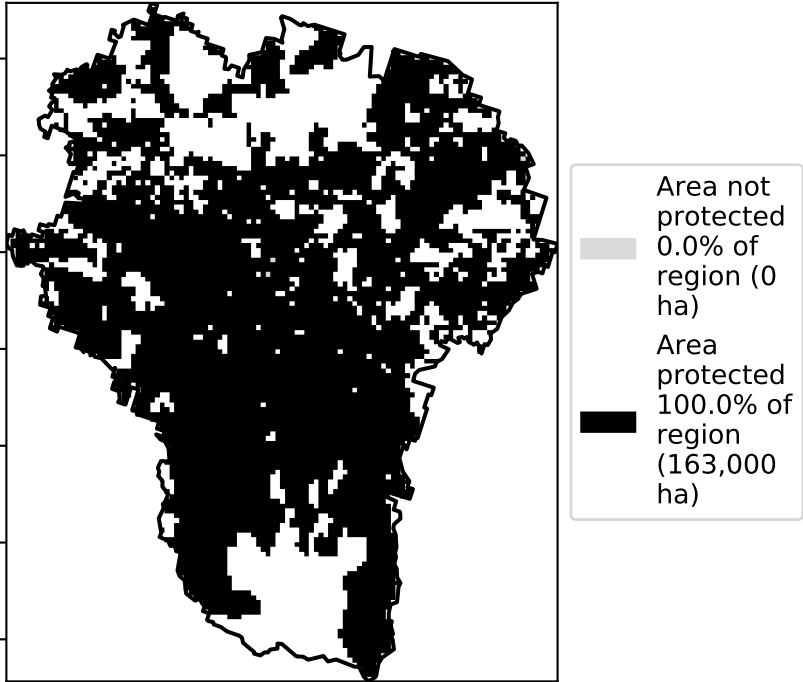 Area not
protected
0.0% of
region (0
ha)
Area
protected
100.0% of
region
(163,000
ha)